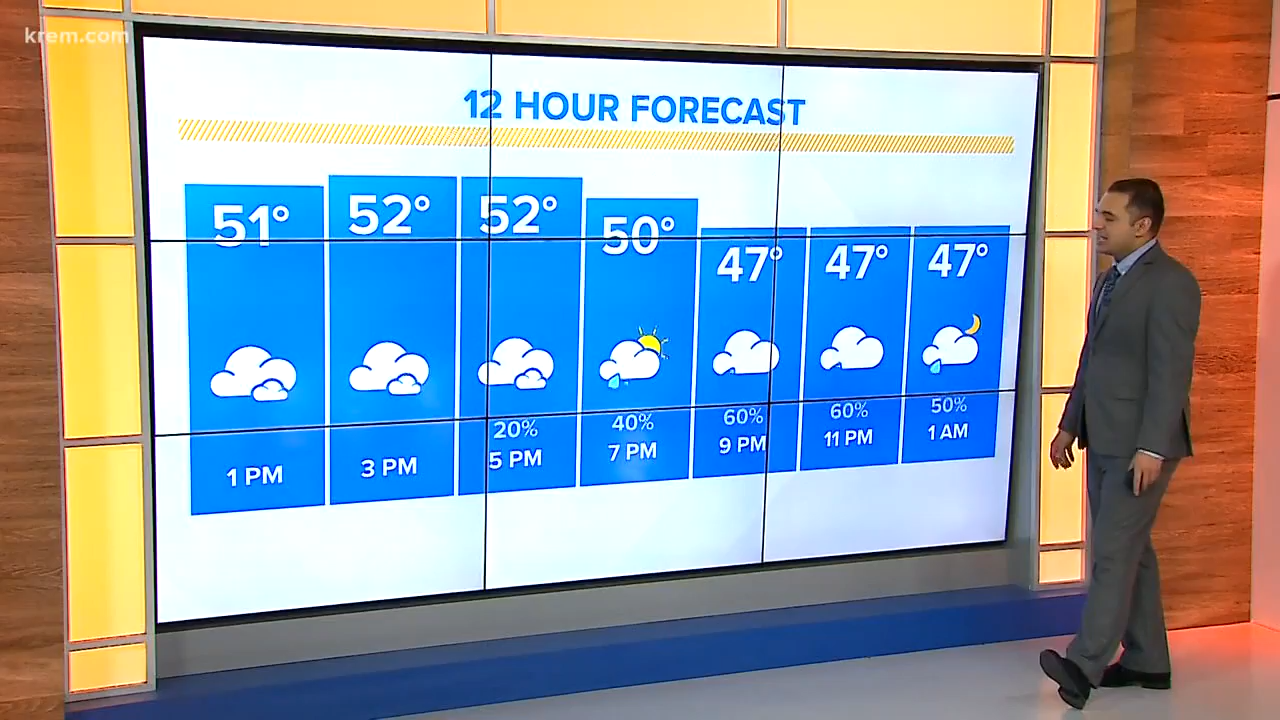 krem.com
12 HOUR FORECAST
51° 52° 52° 50° 47° 47° 47°
20% 40% 60% 60% 50%
1 PM 3 PM 5 PM 7 PM 9 PM 11 PM 1 AM